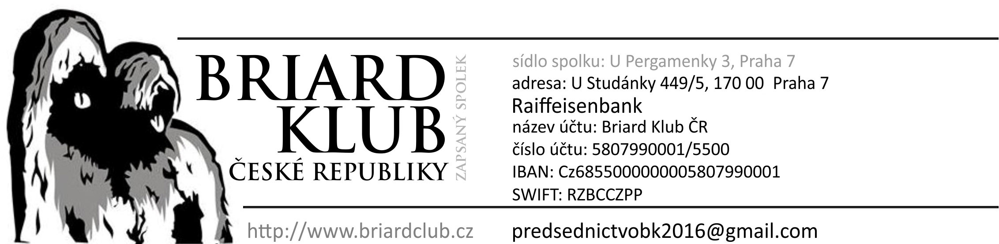 BRIARD
KLUB
ČESKÉ REPUBLIKY
ZAPSANÝ SPOLEK
sídlo spolku: U Pergamenky 3, Praha 7
adresa: U Studánky 449/5, 170 00  Praha 7
Raiffeisenbank
název účtu: Briard Klub ČR
číslo účtu: 5807990001/5500
IBAN: Cz6855000000005807990001
SWIFT: RZBCCZPP
http://www.briardclub.cz
predsednictvobk2016@gmail.com